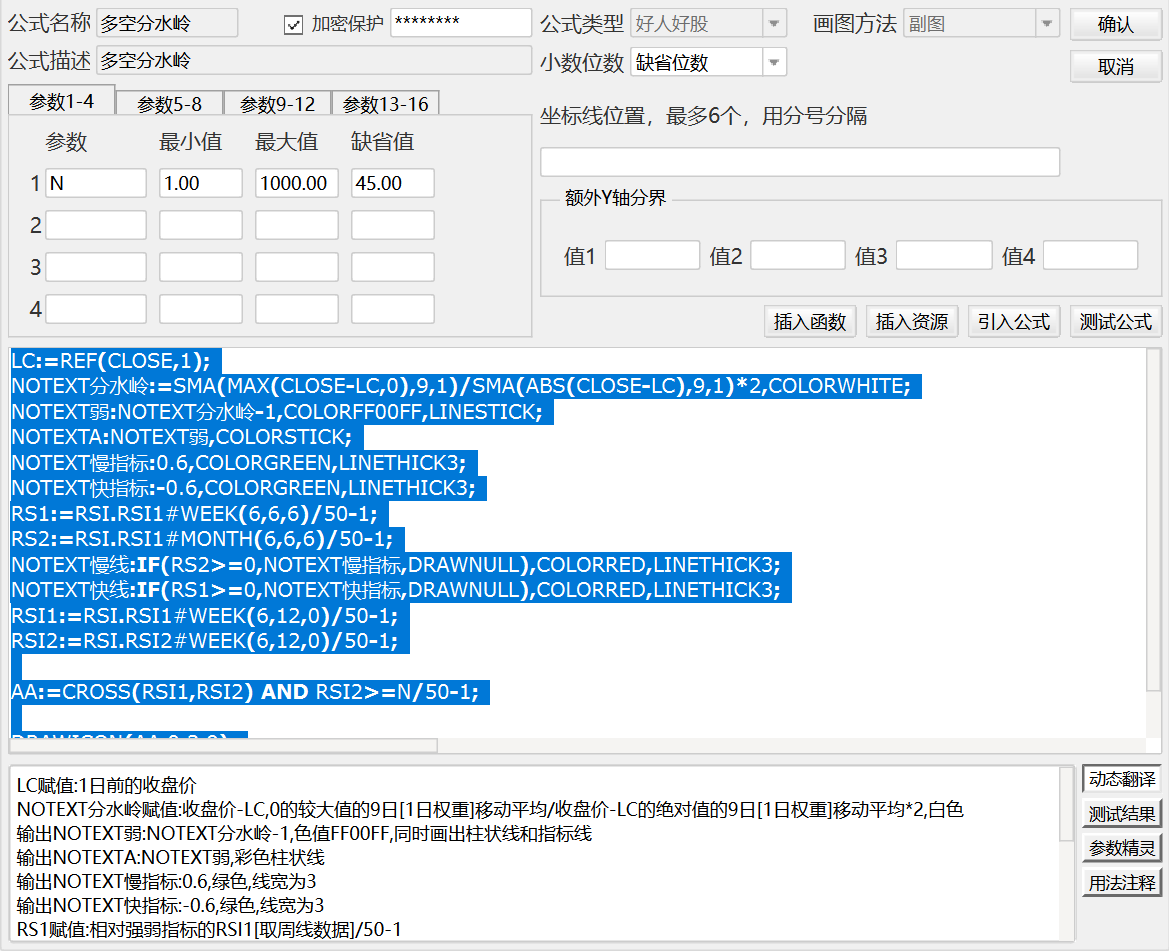 公式名称 多空分水岭 加密保护 ******** 公式类型 好人好股 画图方法 副图 确认
公式描述 多空分水岭 小数位数 缺省位数 取消
参数1-4 参数5-8 参数9-12 参数13-16
坐标线位置，最多6个，用分号分隔
参数 最小值 最大值 缺省值
1 N 1.00 1000.00 45.00
2
3
4
额外Y轴分界
值1 值2 值3 值4
插入函数 插入资源 引入公式 测试公式
LC:=REF(CLOSE,1);
NOTEXT分水岭:=SMA(MAX(CLOSE-LC,0),9,1)/SMA(ABS(CLOSE-LC),9,1)*2,COLORWHITE;
NOTEXT弱:NOTEXT分水岭-1,COLORFF00FF,LINESTICK;
NOTEXTA:NOTEXT弱,COLORSTICK;
NOTEXT慢指标:0.6,COLORGREEN,LINETHICK3;
NOTEXT快指标:-0.6,COLORGREEN,LINETHICK3;
RS1:=RSI.RSI1#WEEK(6,6,6)/50-1;
RS2:=RSI.RSI1#MONTH(6,6,6)/50-1;
NOTEXT慢线:IF(RS2>=0,NOTEXT慢指标,DRAWNULL),COLORRED,LINETHICK3;
NOTEXT快线:IF(RS1>=0,NOTEXT快指标,DRAWNULL),COLORRED,LINETHICK3;
RSI1:=RSI.RSI1#WEEK(6,12,0)/50-1;
RSI2:=RSI.RSI2#WEEK(6,12,0)/50-1;
AA:=CROSS(RSI1,RSI2) AND RSI2>=N/50-1;
LC赋值:1日前的收盘价
NOTEXT分水岭赋值:收盘价-LC,0的较大值的9日[1日权重]移动平均/收盘价-LC的绝对值的9日[1日权重]移动平均*2,白色
输出NOTEXT弱:NOTEXT分水岭-1,色值FF00FF,同时画出柱状线和指标线
输出NOTEXTA:NOTEXT弱,彩色柱状线
输出NOTEXT慢指标:0.6,绿色,线宽为3
输出NOTEXT快指标:-0.6,绿色,线宽为3
RS1赋值:相对强弱指标的RSI1[取周线数据]/50-1
动态翻译
测试结果
参数精灵
用法注释